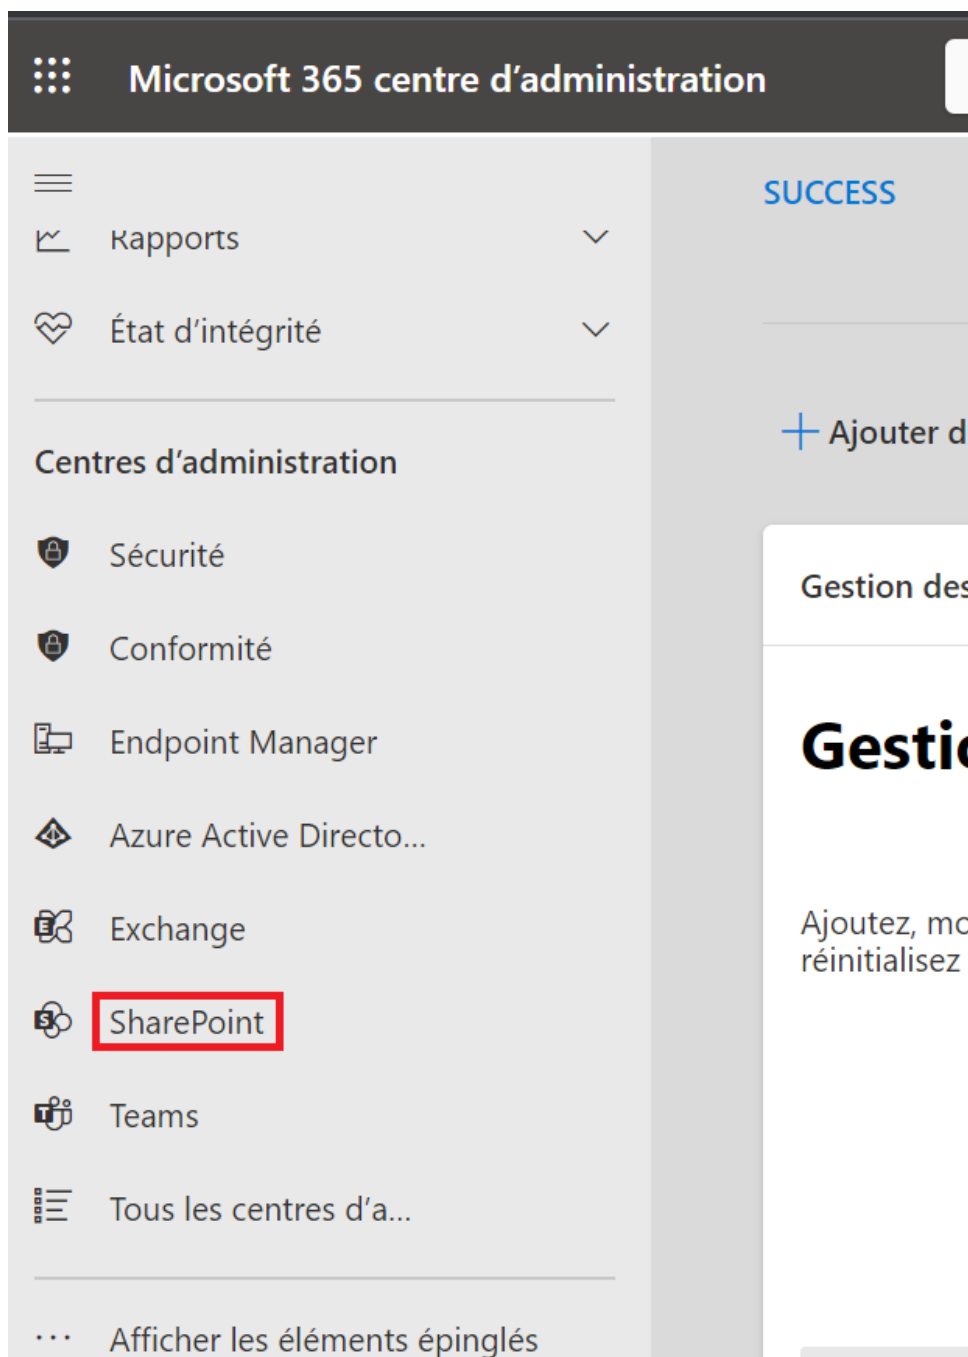 Microsoft 365 centre d’administration
SUCCESS
Rapports
État d’intégrité
Ajouter d
Centres d’administration
Sécurité
Gestion des
Conformité
Endpoint Manager
Gestio
Azure Active Directo...
Exchange
Ajoutez, mo
réinitialisez
SharePoint
Teams
Tous les centres d’a...
Afficher les éléments épinglés